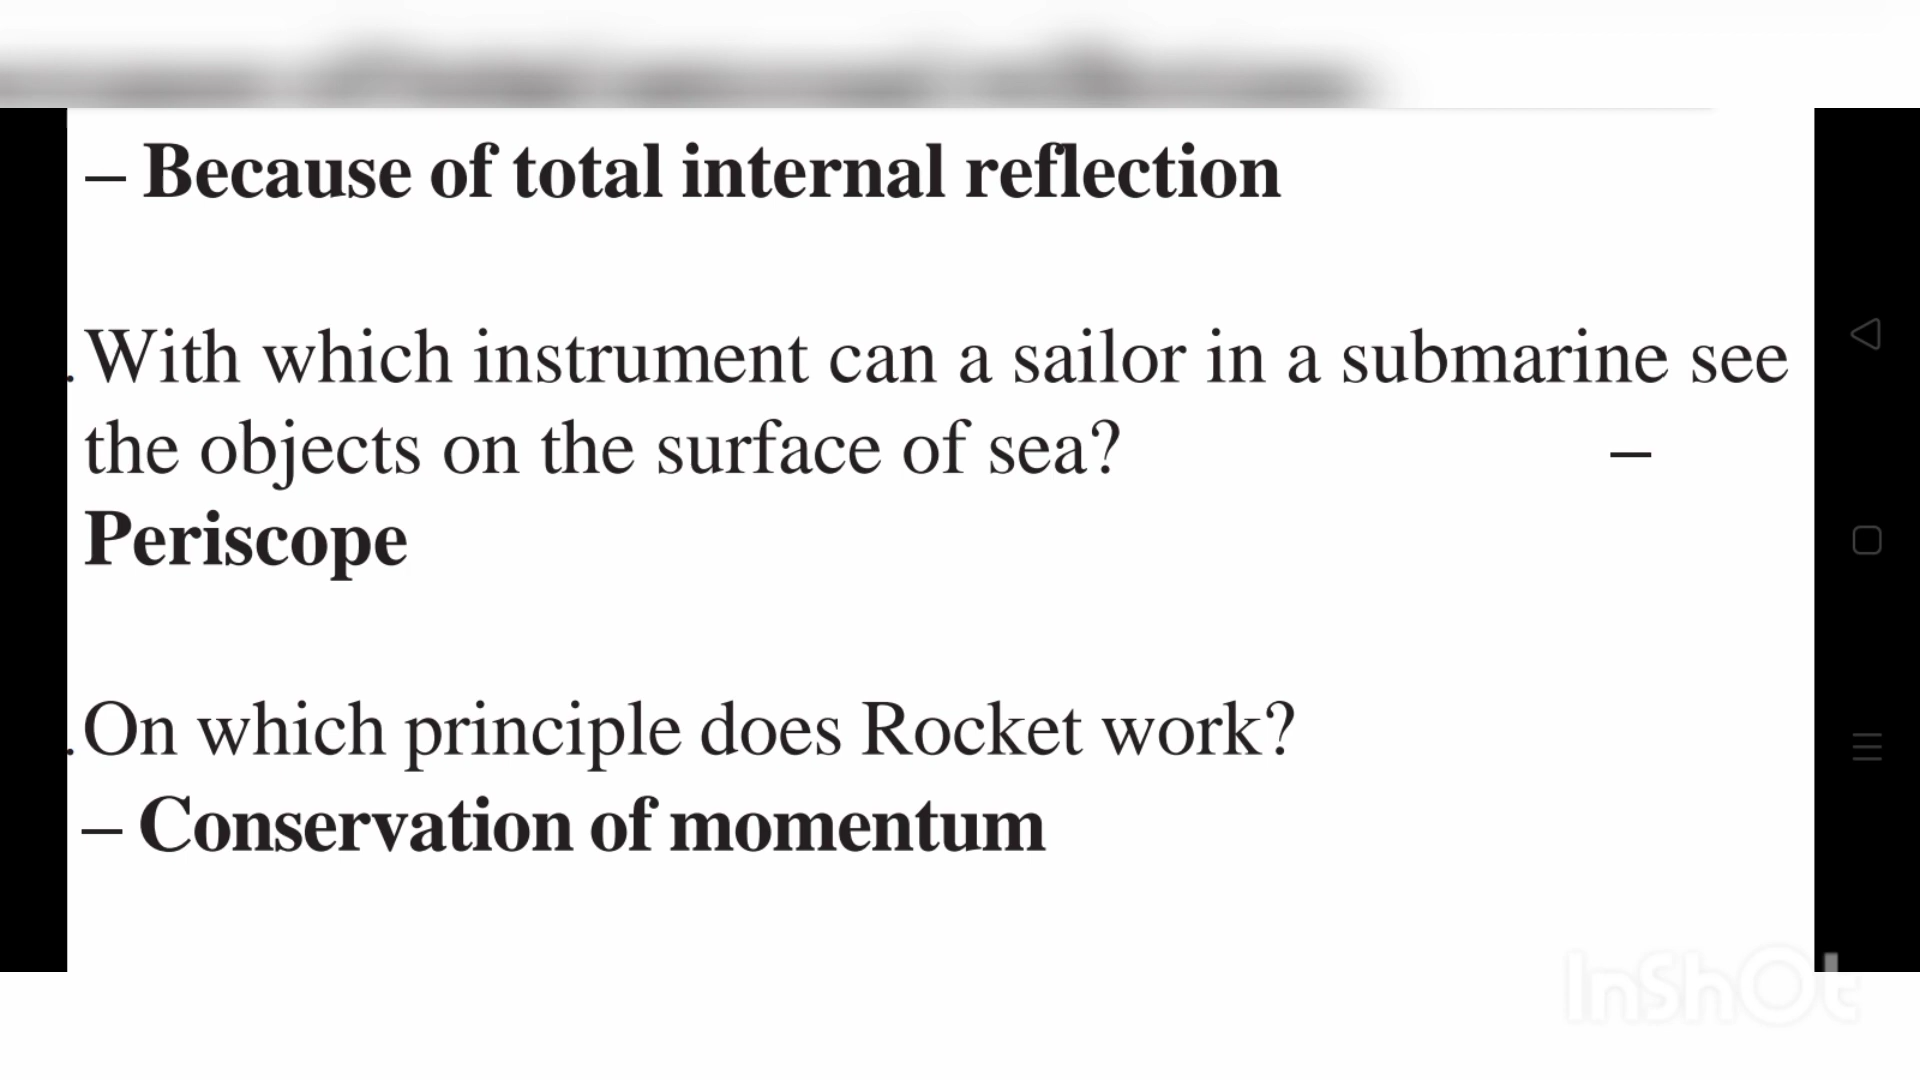 – Because of total internal reflection
.With which instrument can a sailor in a submarine see
the objects on the surface of sea? –
Periscope
.On which principle does Rocket work?
– Conservation of momentum
InShOt